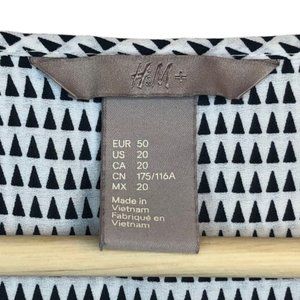 H&M+
EUR 50
US 20
CA 20
CN 175/116A
MX 20
Made in
Vietnam
Fabriqué en
Vietnam